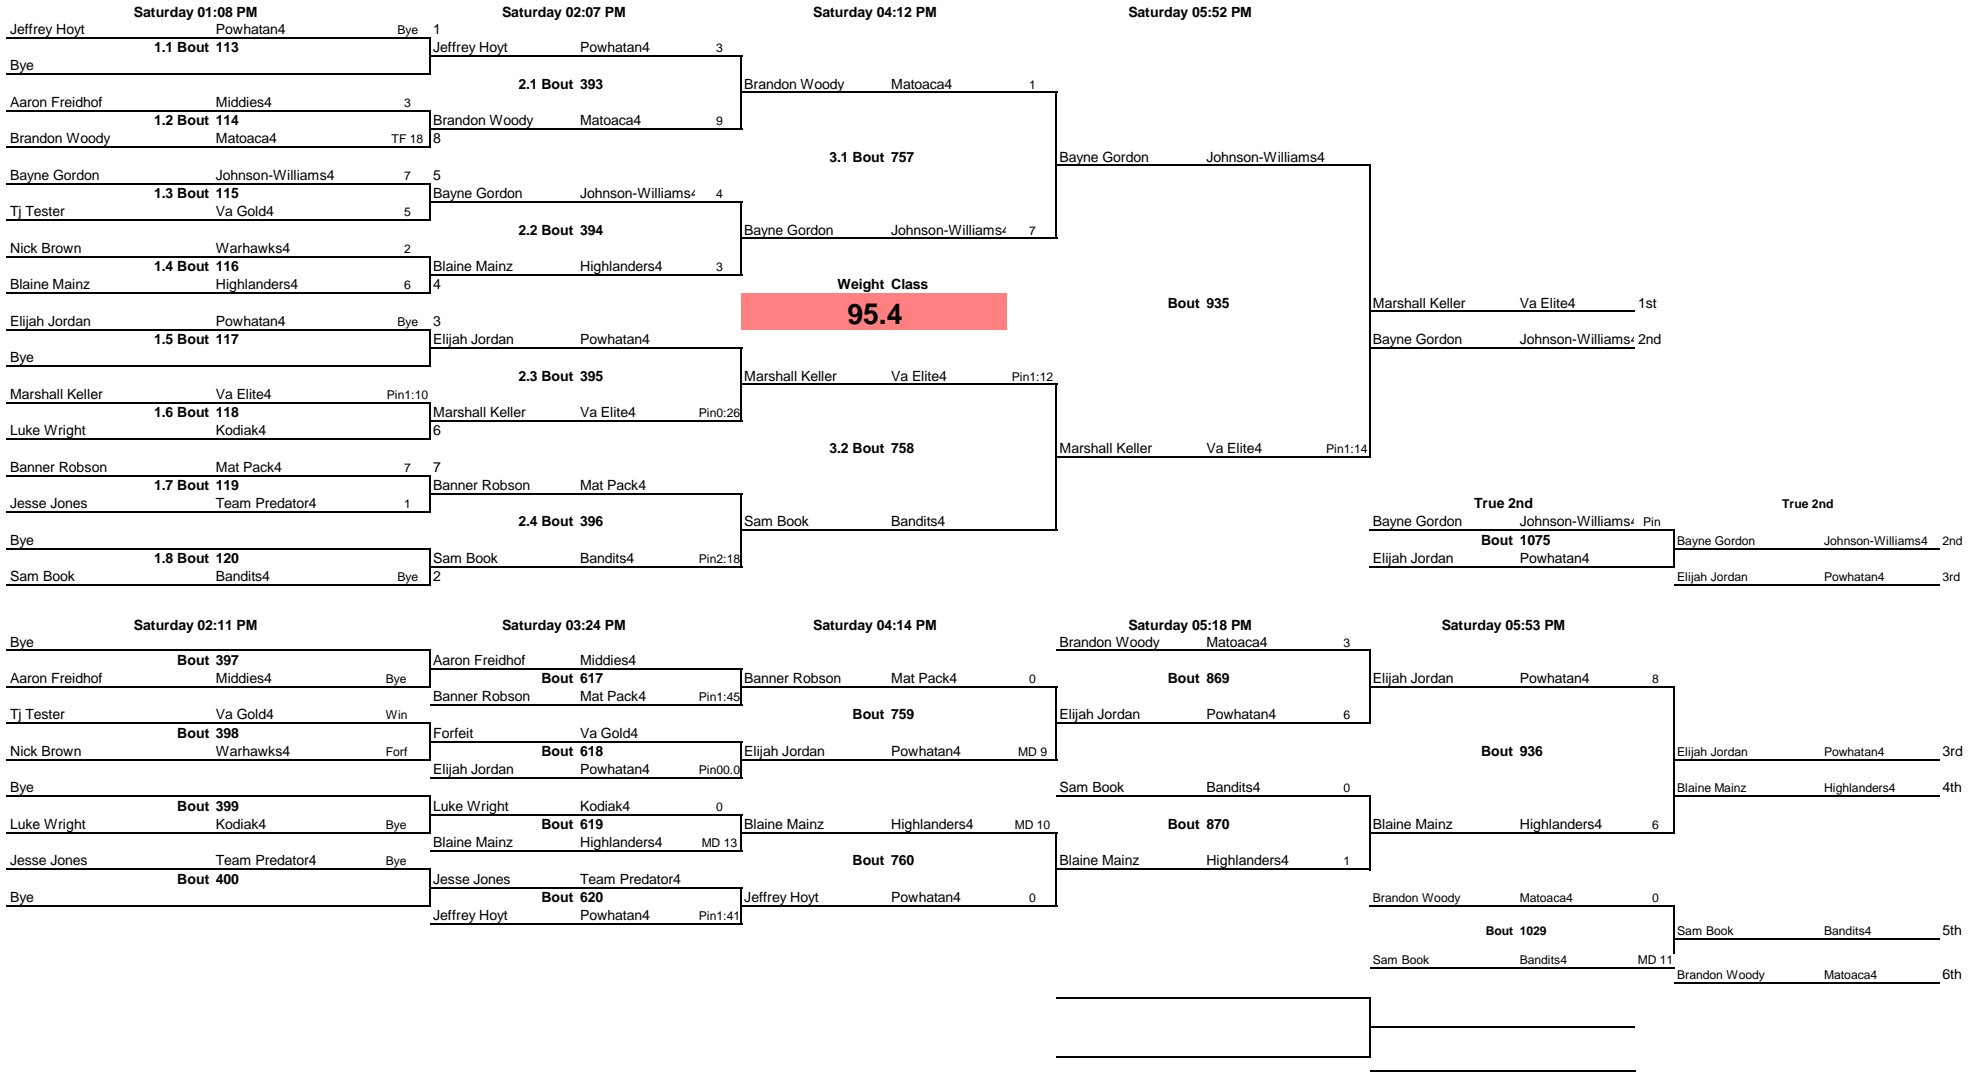 Saturday 01:08 PM Saturday 02:07 PM Saturday 04:12 PM Saturday 05:52 PM
Jeffrey Hoyt Powhatan4 Bye 1
1.1 Bout 113 Jeffrey Hoyt Powhatan4 3
Bye
2.1 Bout 393 Brandon Woody Matoaca4 1
Aaron Freidhof Middies4 3
1.2 Bout 114 Brandon Woody Matoaca4 9
Brandon Woody Matoaca4 TF 18 8
3.1 Bout 757 Bayne Gordon Johnson-Williams4
Bayne Gordon Johnson-Williams4 7 5
1.3 Bout 115 Bayne Gordon Johnson-Williams4 4
Tj Tester Va Gold4 5
2.2 Bout 394 Bayne Gordon Johnson-Williams4 7
Nick Brown Warhawks4 2
1.4 Bout 116 Blaine Mainz Highlanders4 3
Blaine Mainz Highlanders4 6 4 Weight Class
Bout 935 Marshall Keller Va Elite4 1st
95.4
Elijah Jordan Powhatan4 Bye 3
1.5 Bout 117 Elijah Jordan Powhatan4 Bayne Gordon Johnson-Williams4 2nd
Bye
2.3 Bout 395 Marshall Keller Va Elite4 Pin1:12
Marshall Keller Va Elite4 Pin1:10
1.6 Bout 118 Marshall Keller Va Elite4 Pin0:26
Luke Wright Kodiak4 6
3.2 Bout 758 Marshall Keller Va Elite4 Pin1:14
Banner Robson Mat Pack4 7 7
1.7 Bout 119 Banner Robson Mat Pack4
Jesse Jones Team Predator4 1 True 2nd True 2nd
2.4 Bout 396 Sam Book Bandits4 Bayne Gordon Johnson-Williams4 Pin
Bye Bout 1075 Bayne Gordon Johnson-Williams4 2nd
1.8 Bout 120 Sam Book Bandits4 Pin2:18 Elijah Jordan Powhatan4
Sam Book Bandits4 Bye 2 Elijah Jordan Powhatan4 3rd
Saturday 02:11 PM Saturday 03:24 PM Saturday 04:14 PM Saturday 05:18 PM Saturday 05:53 PM
Bye Brandon Woody Matoaca4 3
Bout 397 Aaron Freidhof Middies4
Aaron Freidhof Middies4 Bye Bout 617 Banner Robson Mat Pack4 0 Bout 869 Elijah Jordan Powhatan4 8
Banner Robson Mat Pack4 Pin1:45
Tj Tester Va Gold4 Win Bout 759 Elijah Jordan Powhatan4 6
Bout 398 Forfeit Va Gold4
Nick Brown Warhawks4 Forf Bout 618 Elijah Jordan Powhatan4 MD 9 Bout 936 Elijah Jordan Powhatan4 3rd
Elijah Jordan Powhatan4 Pin00.0
Bye Sam Book Bandits4 0 Blaine Mainz Highlanders4 4th
Bout 399 Luke Wright Kodiak4 0
Luke Wright Kodiak4 Bye Bout 619 Blaine Mainz Highlanders4 MD 10 Bout 870 Blaine Mainz Highlanders4 6
Blaine Mainz Highlanders4 MD 13
Jesse Jones Team Predator4 Bye Bout 760 Blaine Mainz Highlanders4 1
Bout 400 Jesse Jones Team Predator4
Bye Bout 620 Jeffrey Hoyt Powhatan4 0 Brandon Woody Matoaca4 0
Jeffrey Hoyt Powhatan4 Pin1:41
Bout 1029 Sam Book Bandits4 5th
Sam Book Bandits4 MD 11
Brandon Woody Matoaca4 6th